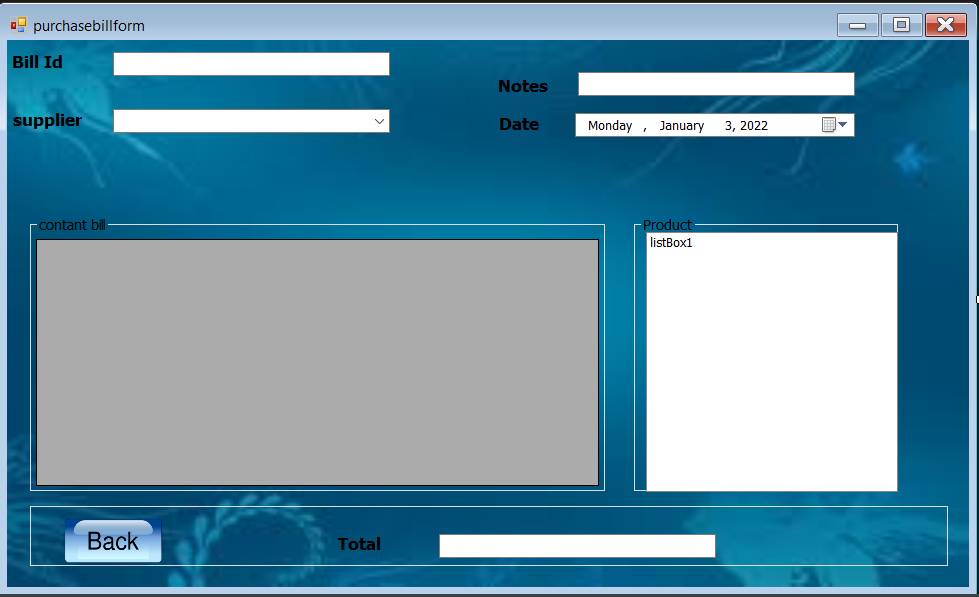 purchasebillform
Bill Id
Notes
supplier
Date
Monday , January 3, 2022
contant bill
Product
listBox1
Back
Total